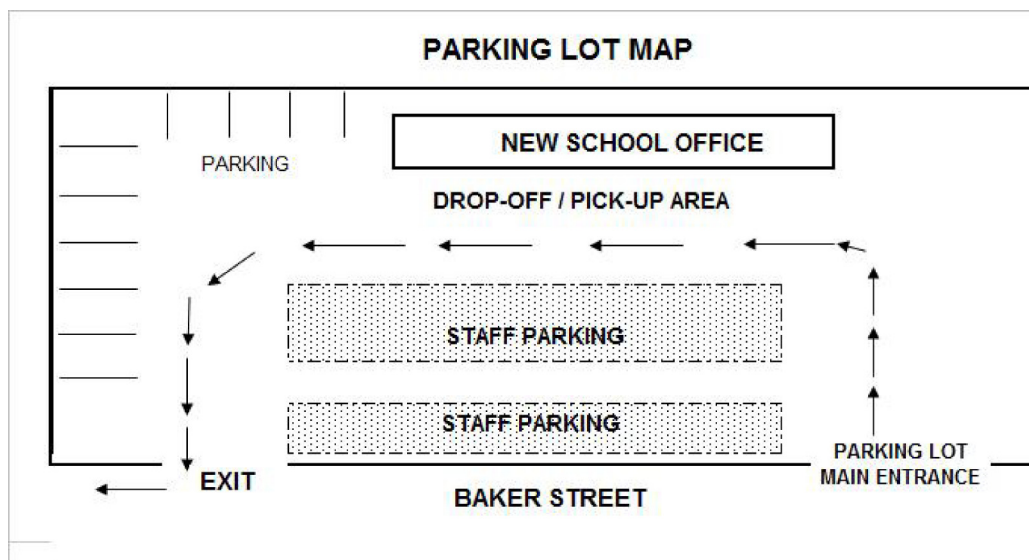 PARKING LOT MAP
NEW SCHOOL OFFICE
PARKING
DROP-OFF / PICK-UP AREA
STAFF PARKING
STAFF PARKING
PARKING LOT
MAIN ENTRANCE
EXIT
BAKER STREET